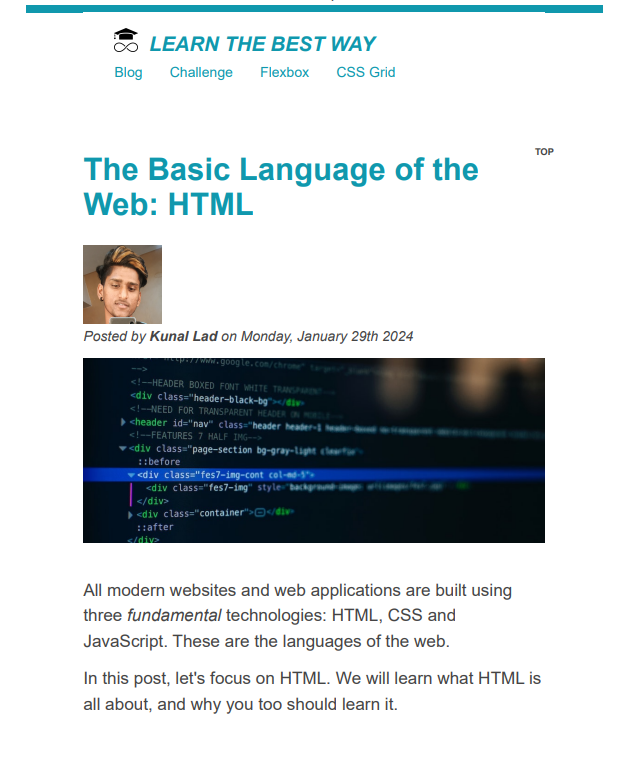 LEARN THE BEST WAY
Blog Challenge Flexbox CSS Grid
TOP
The Basic Language of the
Web: HTML
Posted by Kunal Lad on Monday, January 29th 2024
http://www.google.com/chrome"
-->
<!--HEADER BOXED FONT WHITE TRANSPARENT-->
<div class="header-black-bg"></div>
<!--NEED FOR TRANSPARENT HEADER ON MOBILE-->
<header id="nav" class="header header-1
<!--FEATURES 7 HALF IMG-->
<div class="page-section bg-gray-light clearfix">
::before
<div class="fes7-img-cont col-md-5">
<div class="fes7-img" style="background-image:
</div>
<div class="container"></div>
::after
</div>
All modern websites and web applications are built using
three fundamental technologies: HTML, CSS and
JavaScript. These are the languages of the web.
In this post, let's focus on HTML. We will learn what HTML is
all about, and why you too should learn it.